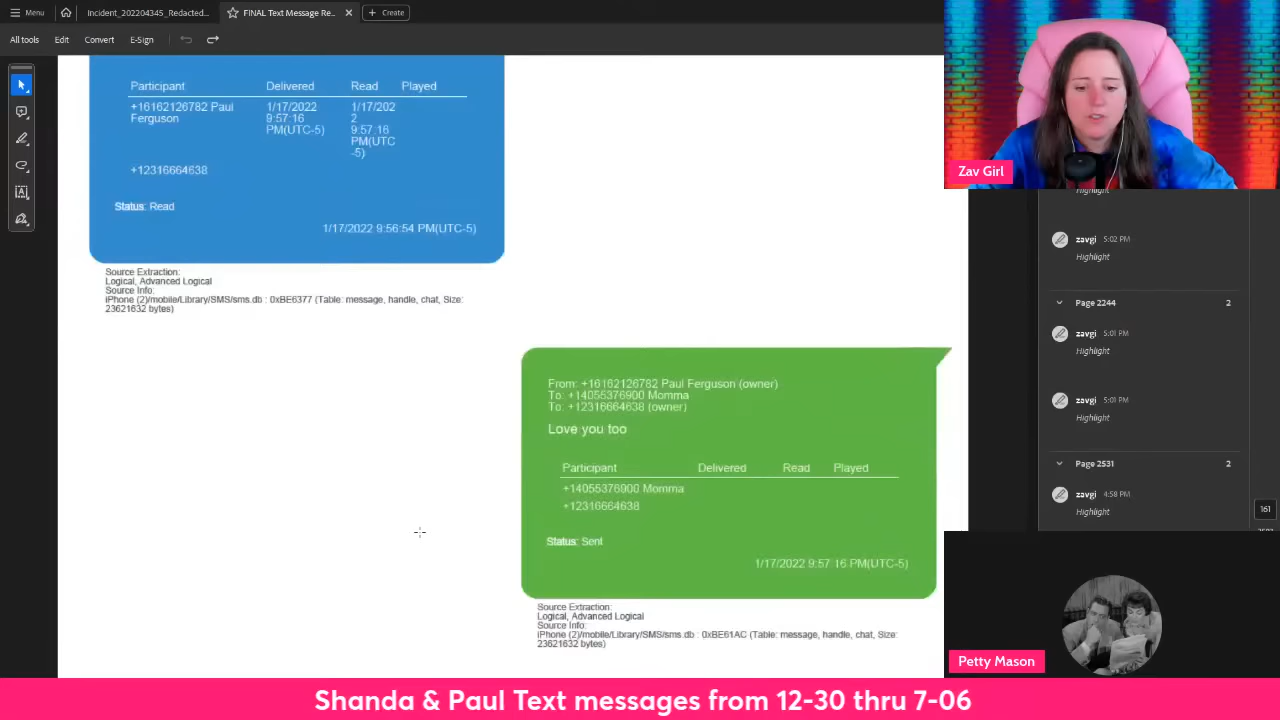 Menu
Incident_202204345_Redacted...
FINAL Text Message Re...
Create
All tools Edit Convert E-Sign
Participant Delivered Read Played
+16162126782 Paul Ferguson 1/17/2022 9:57:16 PM(UTC-5) 1/17/2022 9:57:16 PM(UTC-5)
+12316664638
Status: Read
1/17/2022 9:56:54 PM(UTC-5)
Source Extraction:
Logical, Advanced Logical
Source Info:
iPhone (2)/mobile/Library/SMS/sms.db : 0xBE6377 (Table: message, handle, chat, Size:
23621632 bytes)
From: +16162126782 Paul Ferguson (owner)
To: +14055376900 Momma
To: +12316664638 (owner)
Love you too
Participant Delivered Read Played
+14055376900 Momma
+12316664638
Status: Sent
1/17/2022 9:57:16 PM(UTC-5)
Source Extraction:
Logical, Advanced Logical
Source Info:
iPhone (2)/mobile/Library/SMS/sms.db : 0xBE61AC (Table: message, handle, chat, Size:
23621632 bytes)
Zav Girl
Highlight
zavgi 5:02 PM
Highlight
Page 2244 2
zavgi 5:01 PM
Highlight
zavgi 5:01 PM
Highlight
Page 2531 2
zavgi 4:58 PM
Highlight
161
Petty Mason
Shanda & Paul Text messages from 12-30 thru 7-06